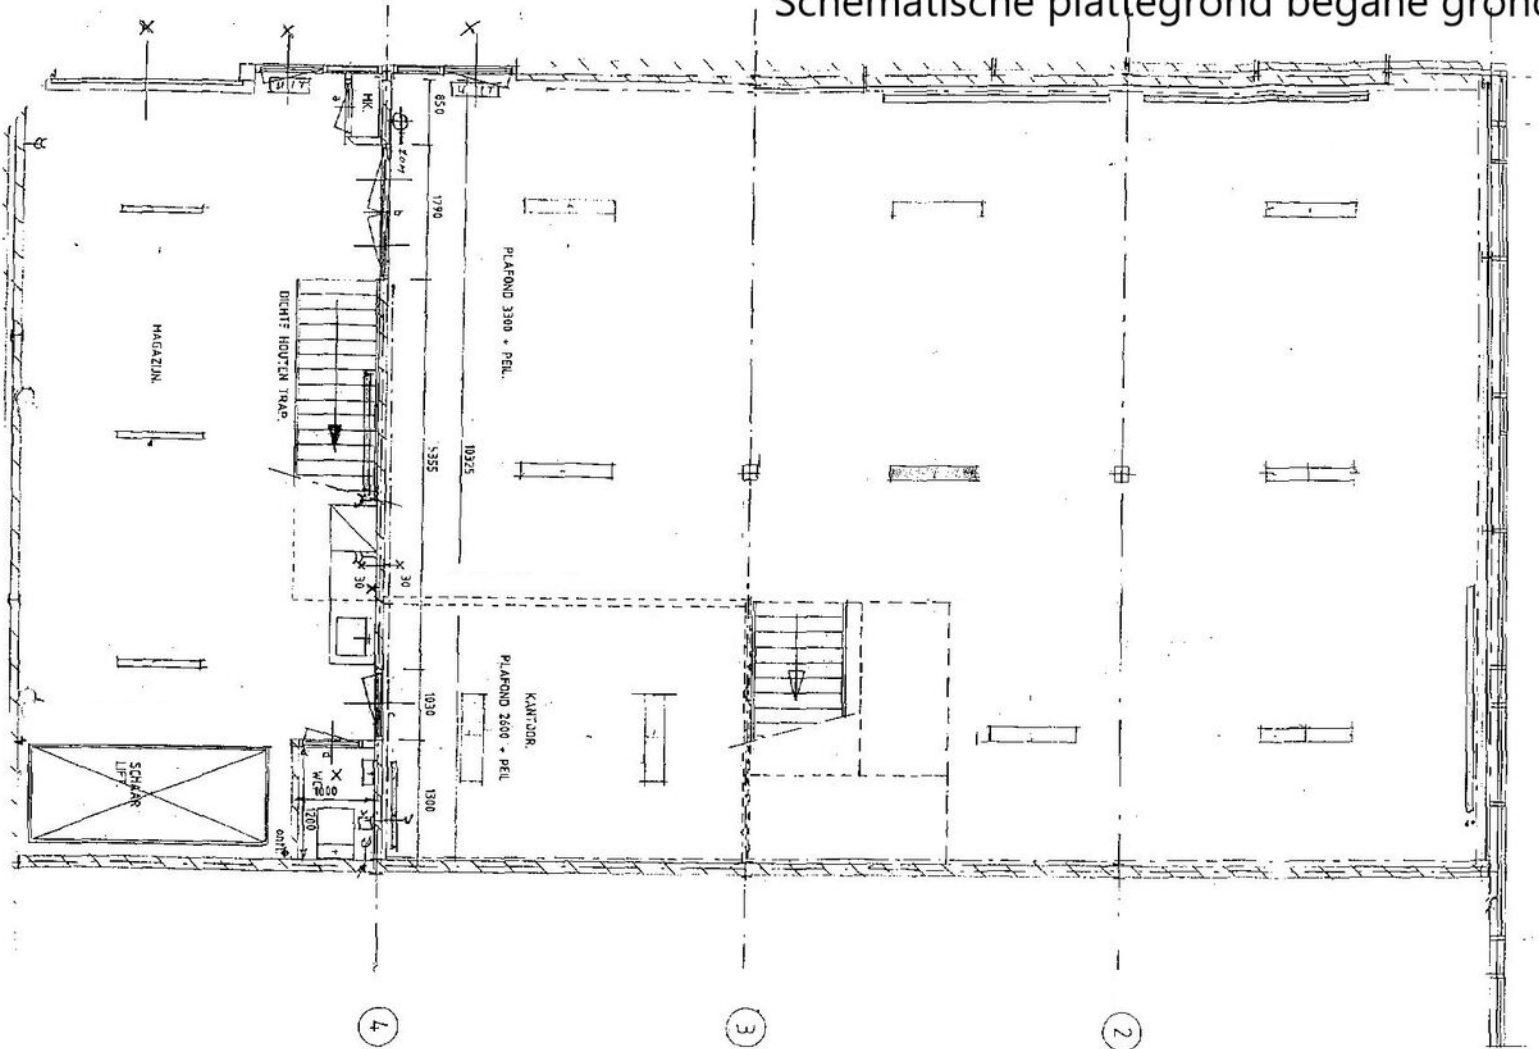 Schematische plattegrond begane grond
MK.
850
1790
PLAFOND 3300 + PEIL.
DICHTE HOUTEN TRAP.
MAGAZIJN.
5355
10325
30
30
KANTOOR.
PLAFOND 2600 + PEIL
1030
1300
WC
1000
1200
SCHAAR
LIFT
4
3
2